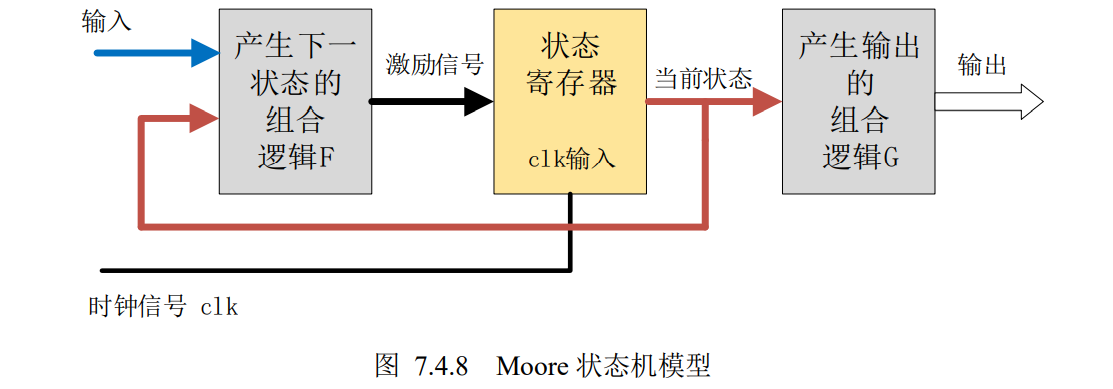 输入
产生下一
状态的
组合
逻辑F
激励信号
状态
寄存器
clk输入
当前状态
产生输出
的
组合
逻辑G
输出
时钟信号 clk
图 7.4.8 Moore 状态机模型